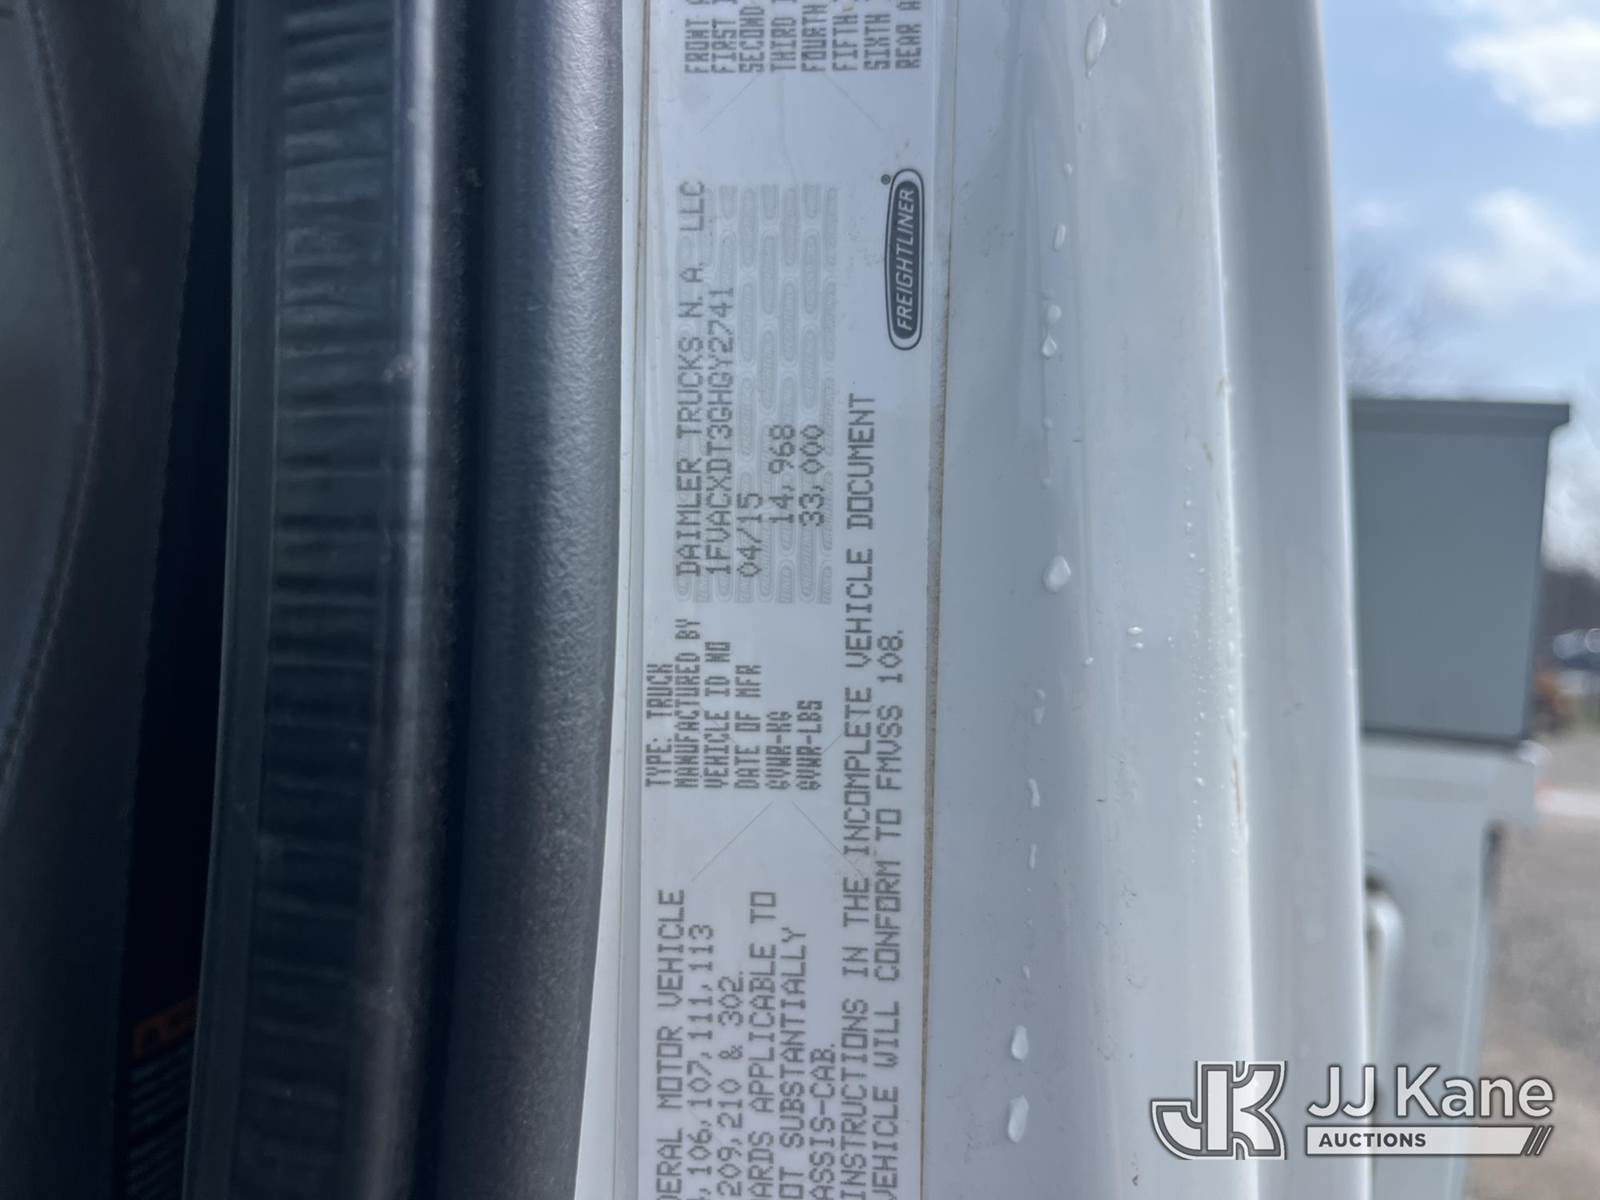 DERAL MOTOR VEHICLE
, 106, 107, 111, 113
209, 210 & 302.
ARDS APPLICABLE TO
OT SUBSTANTIALLY
ASSIS-CAB.
INSTRUCTIONS IN THE INCOMPLETE VEHICLE DOCUMENT
VEHICLE WILL CONFORM TO FMVSS 108.
TYPE: TRUCK
MANUFACTURED BY DAIMLER TRUCKS N. A. LLC
VEHICLE ID NO 1FVACXDT3GHGY2741
DATE OF MFR 04/15
GVWR-KG 14,968
GVWR-LBS 33,000
FREIGHTLINER®
FRONT A
FIRST I
SECOND
THIRD I
FOURTH
FIFTH
SIXTH
REAR A
JK JJ Kane
AUCTIONS